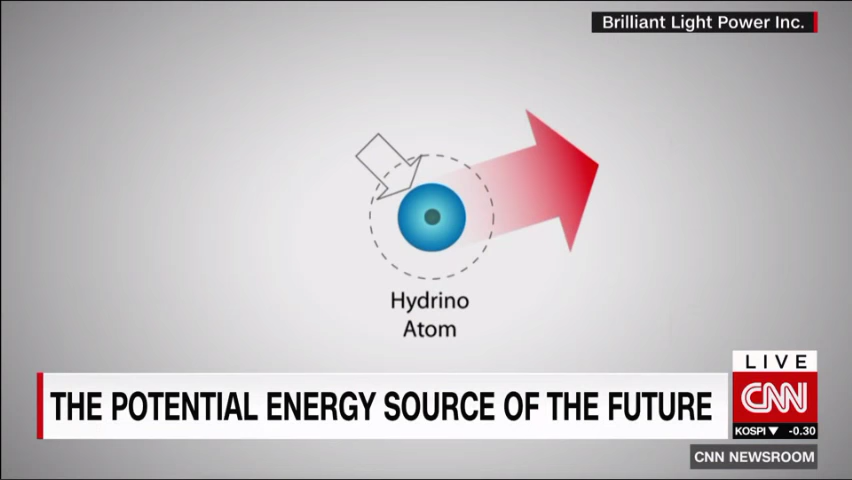 Brilliant Light Power Inc.
Hydrino
Atom
THE POTENTIAL ENERGY SOURCE OF THE FUTURE
LIVE
CNN
KOSPI ▼ -0.30
CNN NEWSROOM